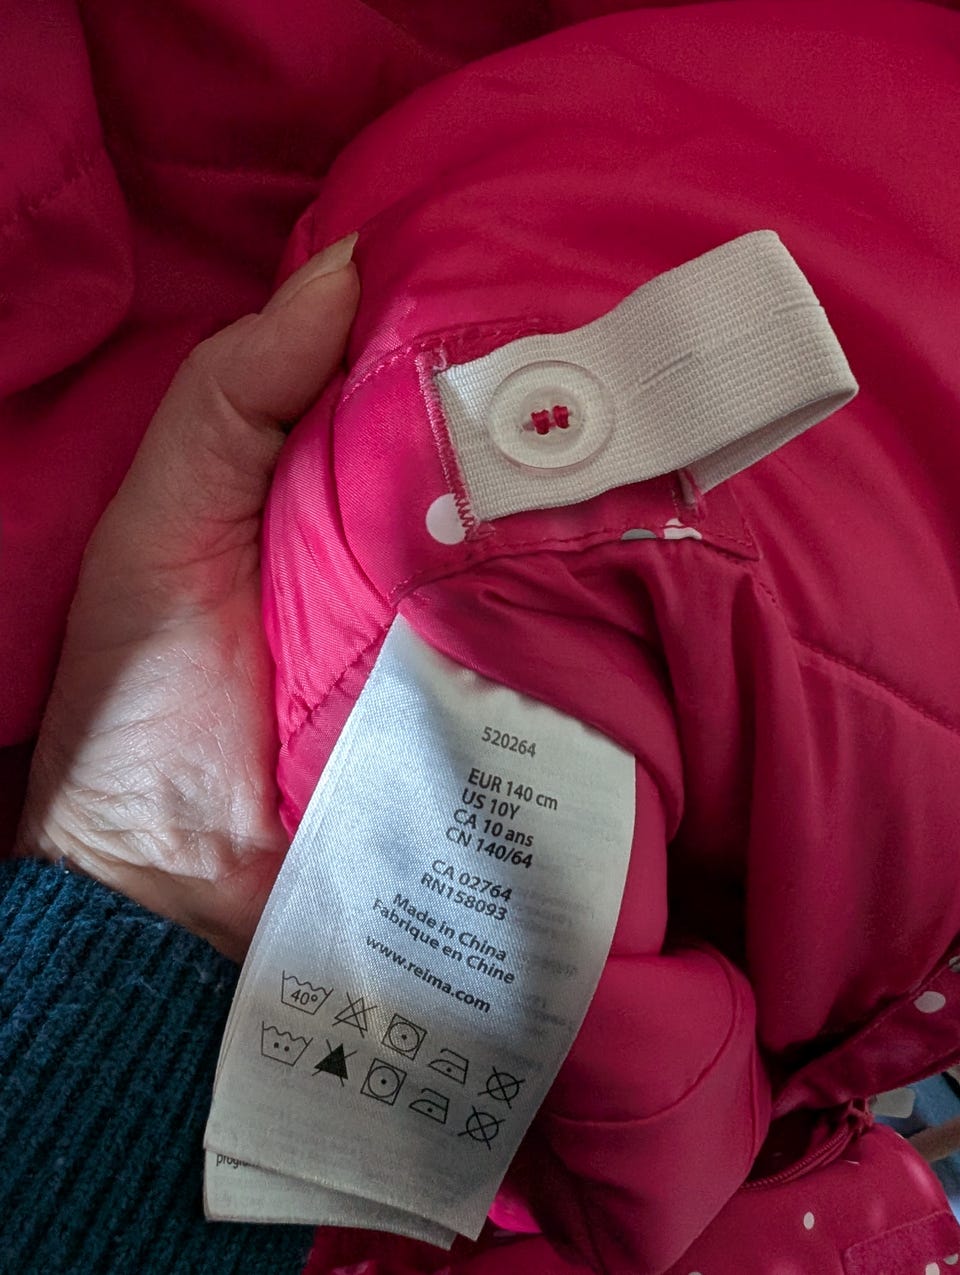 520264
EUR 140 cm
US 10Y
CA 10 ans
CN 140/64
CA 02764
RN158093
Made in China
Fabrique en Chine
www.reima.com
40°